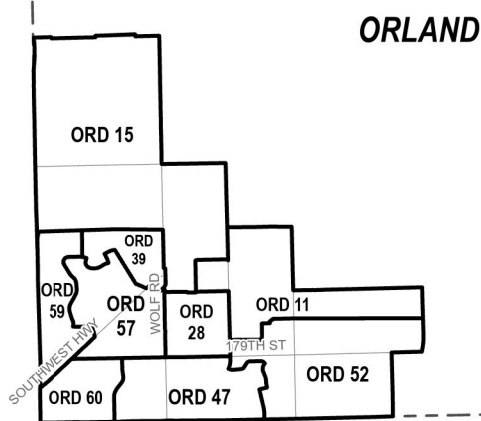 ORLAND
ORD 15
ORD
39
ORD
59
ORD
57
WOLF RD
ORD
28
ORD 11
179TH ST
SOUTHWEST HWY
ORD 60
ORD 47
ORD 52